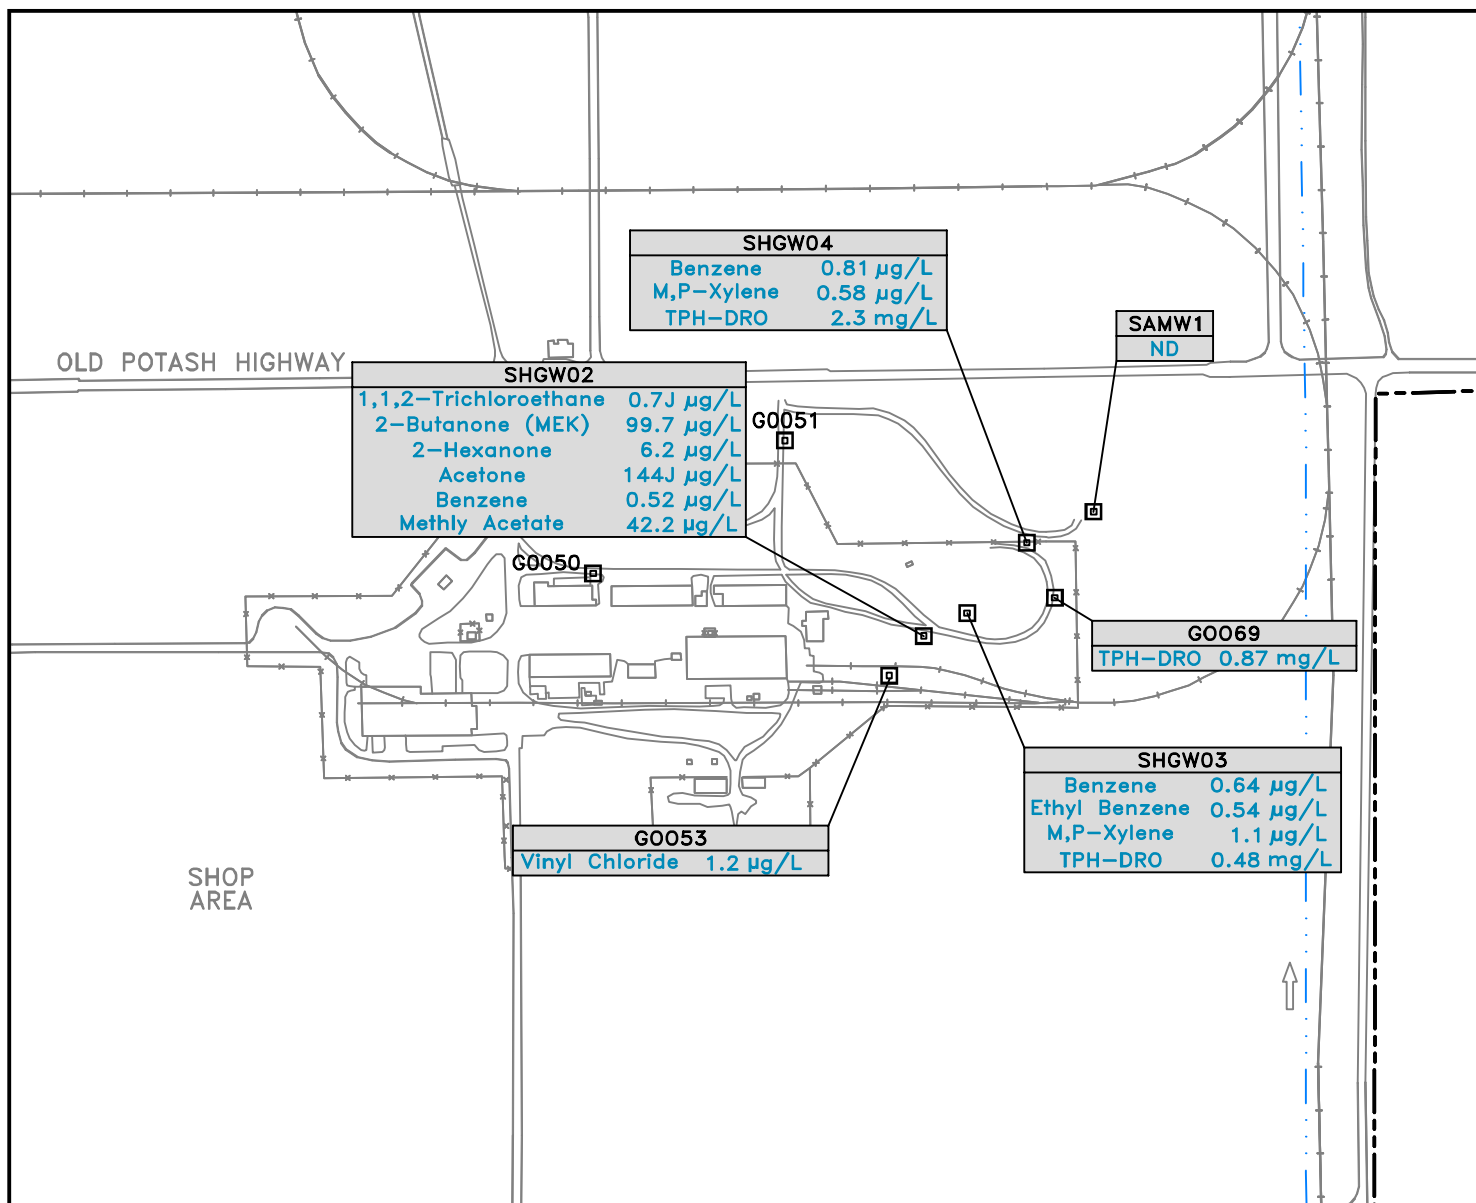 SHGW04
Benzene 0.81 µg/L
M,P-Xylene 0.58 µg/L
TPH-DRO 2.3 mg/L
SAMW1
ND
OLD POTASH HIGHWAY
SHGW02
1,1,2-Trichloroethane 0.7J µg/L
2-Butanone (MEK) 99.7 µg/L
2-Hexanone 6.2 µg/L
Acetone 144J µg/L
Benzene 0.52 µg/L
Methly Acetate 42.2 µg/L
G0051
G0050
G0069
TPH-DRO 0.87 mg/L
SHGW03
Benzene 0.64 µg/L
Ethyl Benzene 0.54 µg/L
M,P-Xylene 1.1 µg/L
TPH-DRO 0.48 mg/L
G0053
Vinyl Chloride 1.2 µg/L
SHOP
AREA